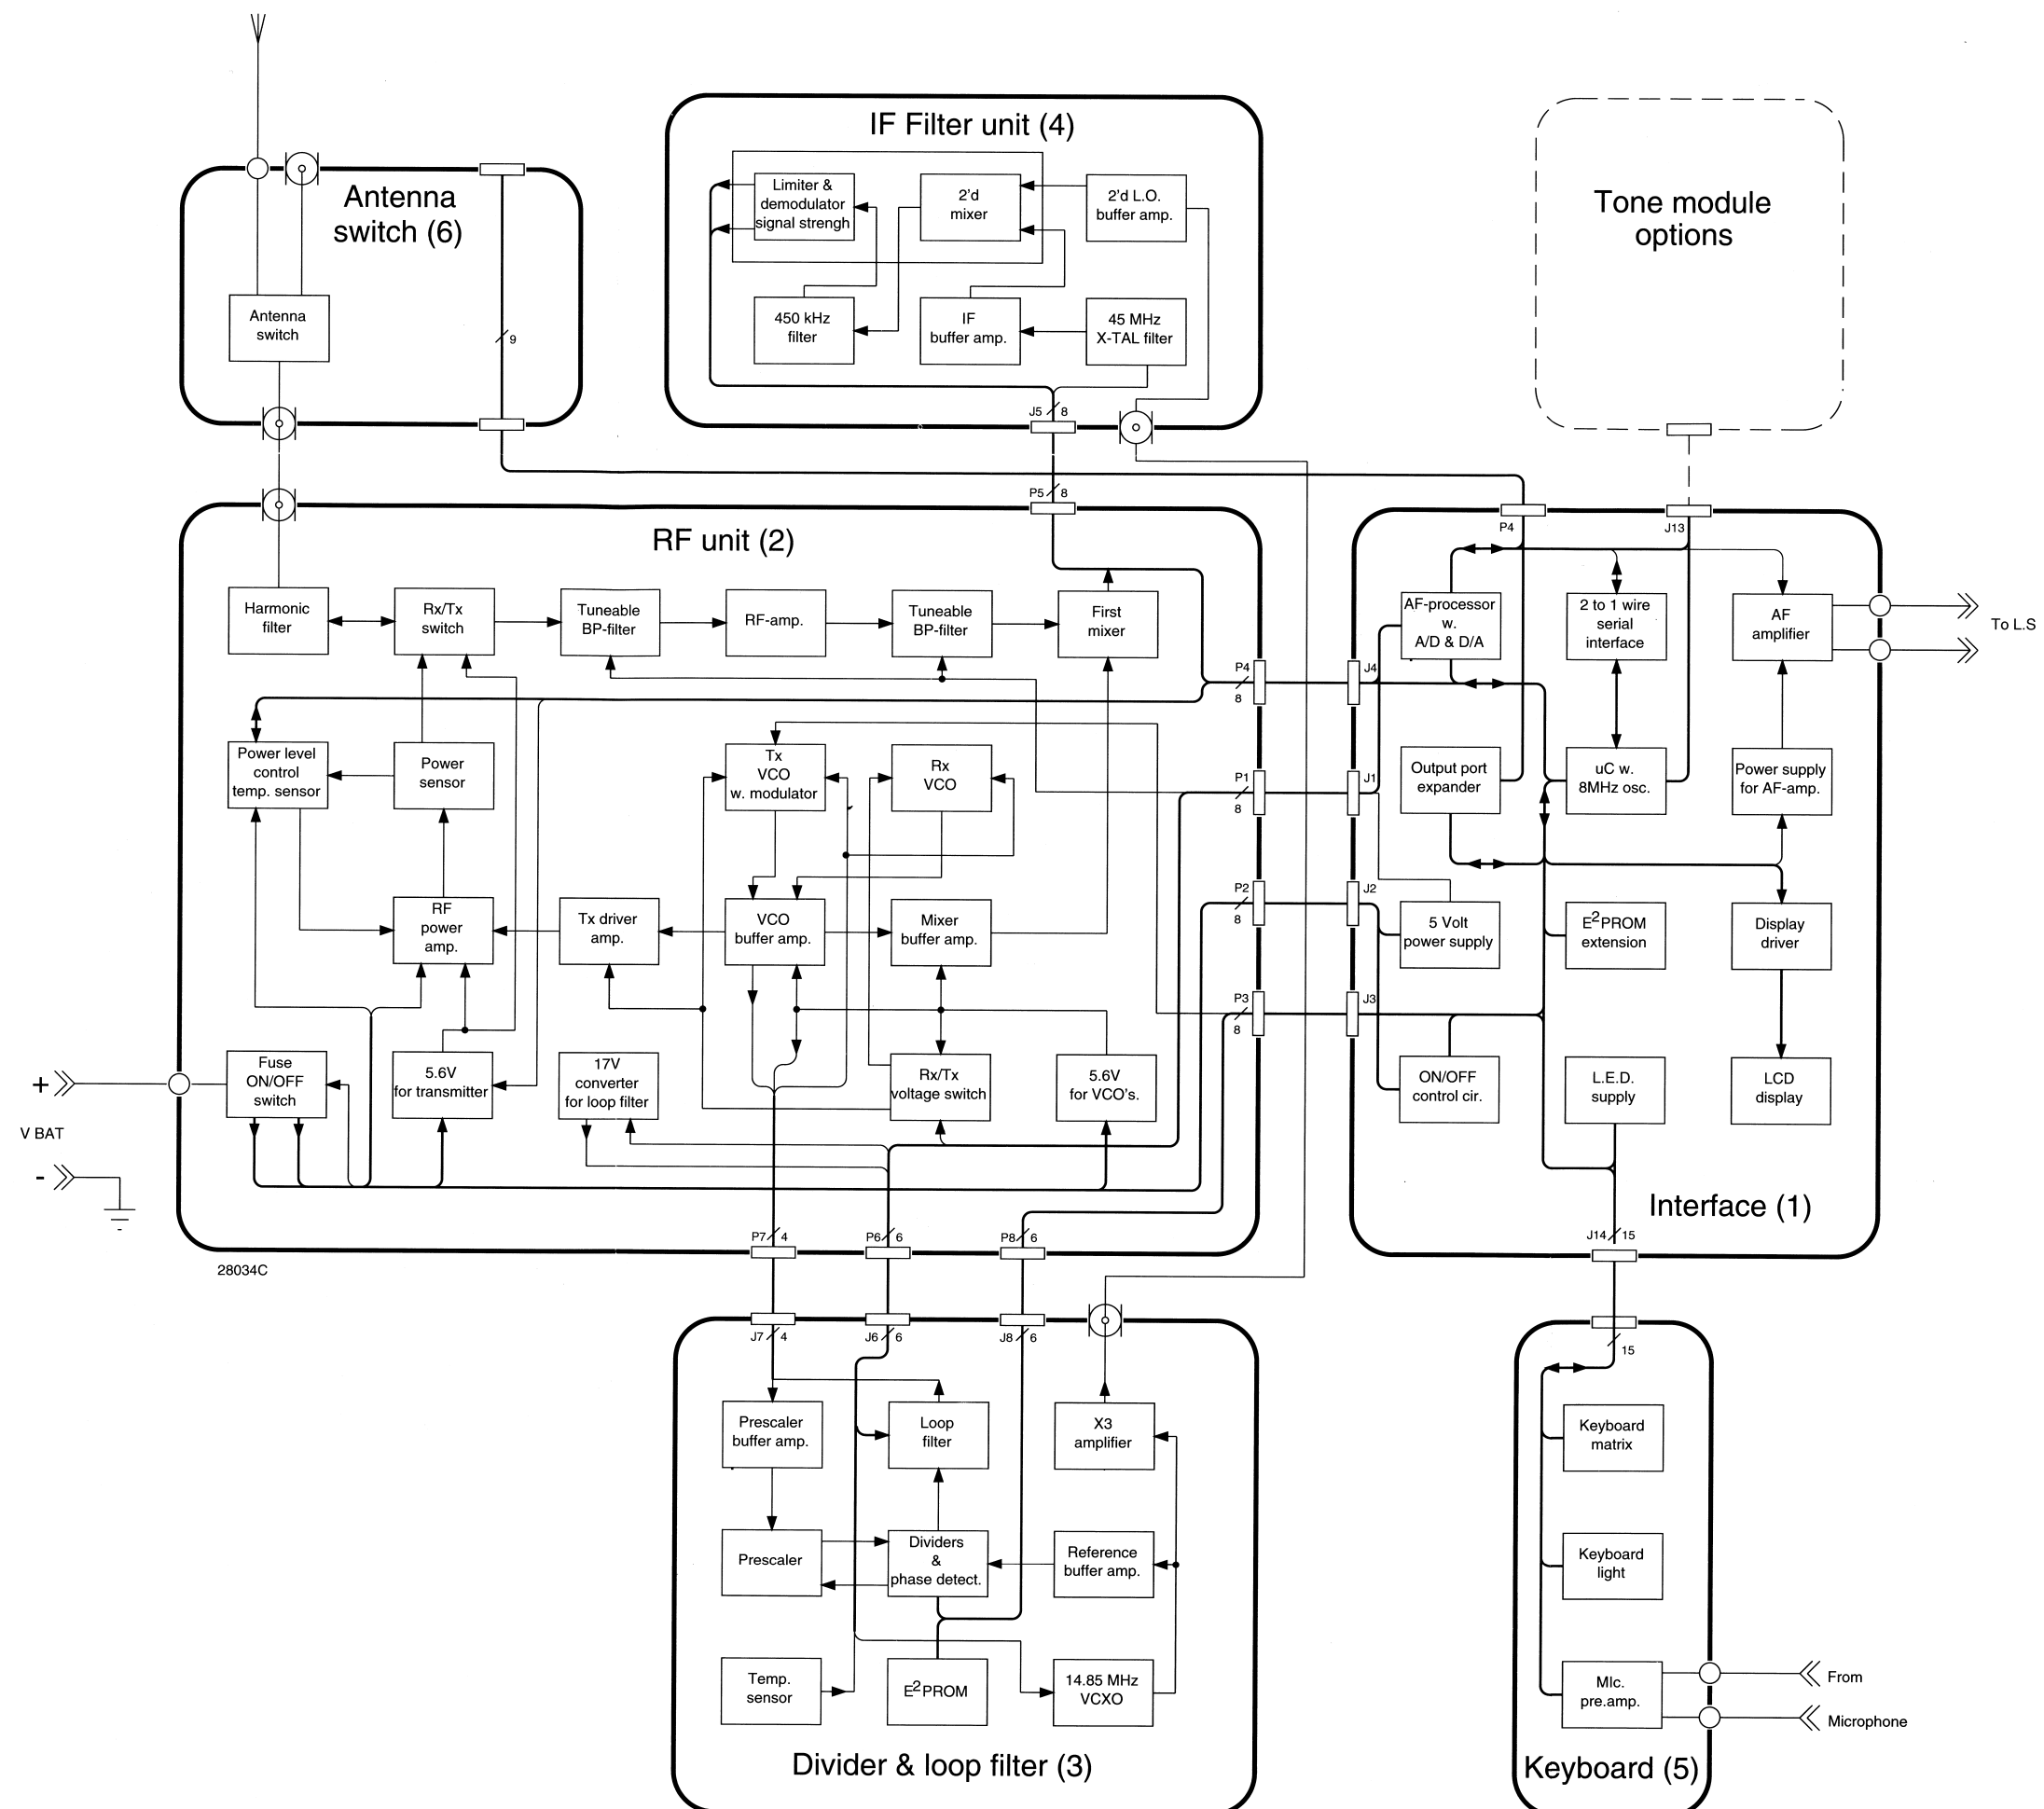 IF Filter unit (4)
Limiter &
demodulator
signal strengh
2'd
mixer
2'd L.O.
buffer amp.
450 kHz
filter
IF
buffer amp.
45 MHz
X-TAL filter
J5
8
Antenna
switch (6)
Antenna
switch
9
Tone module
options
P5
8
RF unit (2)
Harmonic
filter
Rx/Tx
switch
Tuneable
BP-filter
RF-amp.
Tuneable
BP-filter
First
mixer
P4
8
Power level
control
temp. sensor
Power
sensor
Tx
VCO
w. modulator
Rx
VCO
P1
8
RF
power
amp.
Tx driver
amp.
VCO
buffer amp.
Mixer
buffer amp.
P2
8
P3
8
Fuse
ON/OFF
switch
5.6V
for transmitter
17V
converter
for loop filter
Rx/Tx
voltage switch
5.6V
for VCO's.
+
V BAT
-
P7
4
P6
6
P8
6
28034C
P4
J13
AF-processor
w.
A/D & D/A
2 to 1 wire
serial
interface
AF
amplifier
To L.S
J4
Output port
expander
uC w.
8MHz osc.
Power supply
for AF-amp.
J1
J2
5 Volt
power supply
E2PROM
extension
Display
driver
J3
ON/OFF
control cir.
L.E.D.
supply
LCD
display
Interface (1)
J14
15
J7
4
J6
6
J8
6
Prescaler
buffer amp.
Loop
filter
X3
amplifier
Prescaler
Dividers
&
phase detect.
Reference
buffer amp.
Temp.
sensor
E2PROM
14.85 MHz
VCXO
Divider & loop filter (3)
15
Keyboard
matrix
Keyboard
light
MIc.
pre.amp.
From
Microphone
Keyboard (5)